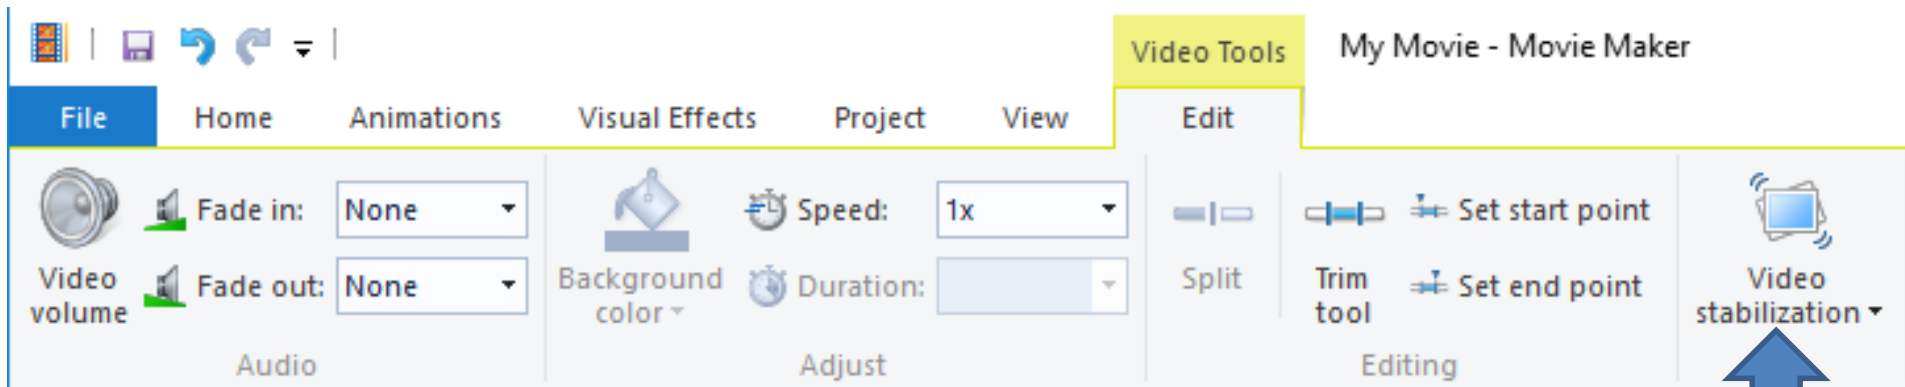 Video Tools
My Movie - Movie Maker
File
Home
Animations
Visual Effects
Project
View
Edit
Video
volume
Fade in:
None
Fade out:
None
Audio
Background
color
Speed:
1x
Duration:
Adjust
Split
Trim
tool
Set start point
Set end point
Editing
Video
stabilization